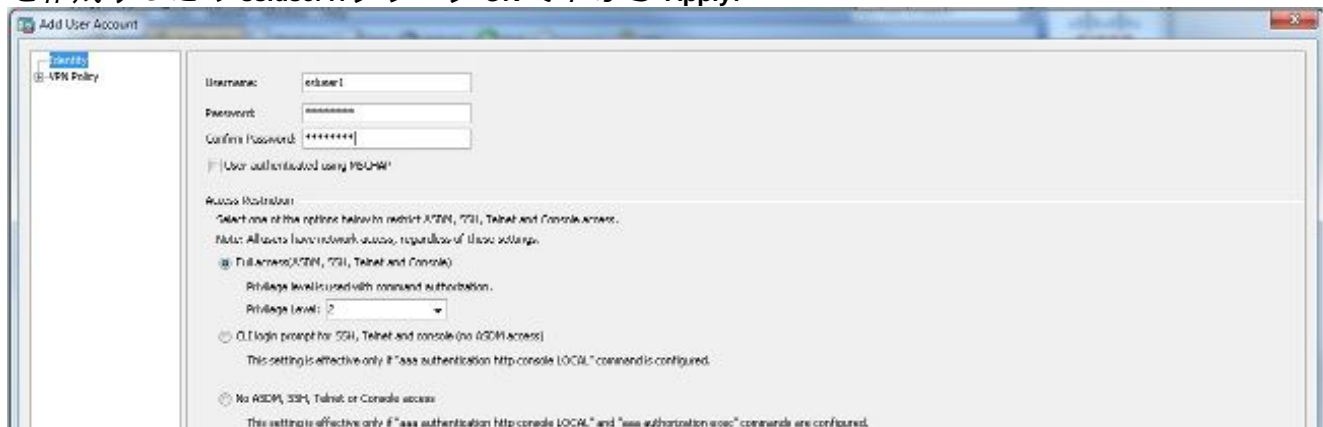 Add User Account
Identity
VPN Policy
Username:
Password:
********
Confirm Password:
********
User authenticated using MSCHAP
Access Restriction
Select one of the options below to restrict ASDM, SSH, Telnet and Console access.
Note: All users have network access, regardless of these settings.
Full access(ASDM, SSH, Telnet and Console)
Privilege level is used with command authorization.
Privilege Level: 2
CLI login prompt for SSH, Telnet and console (no ASDM access)
This setting is effective only if "aaa authentication http console LOCAL" command is configured.
No ASDM, SSH, Telnet or Console access
This setting is effective only if "aaa authentication http console LOCAL" and "aaa authorization exec" commands are configured.